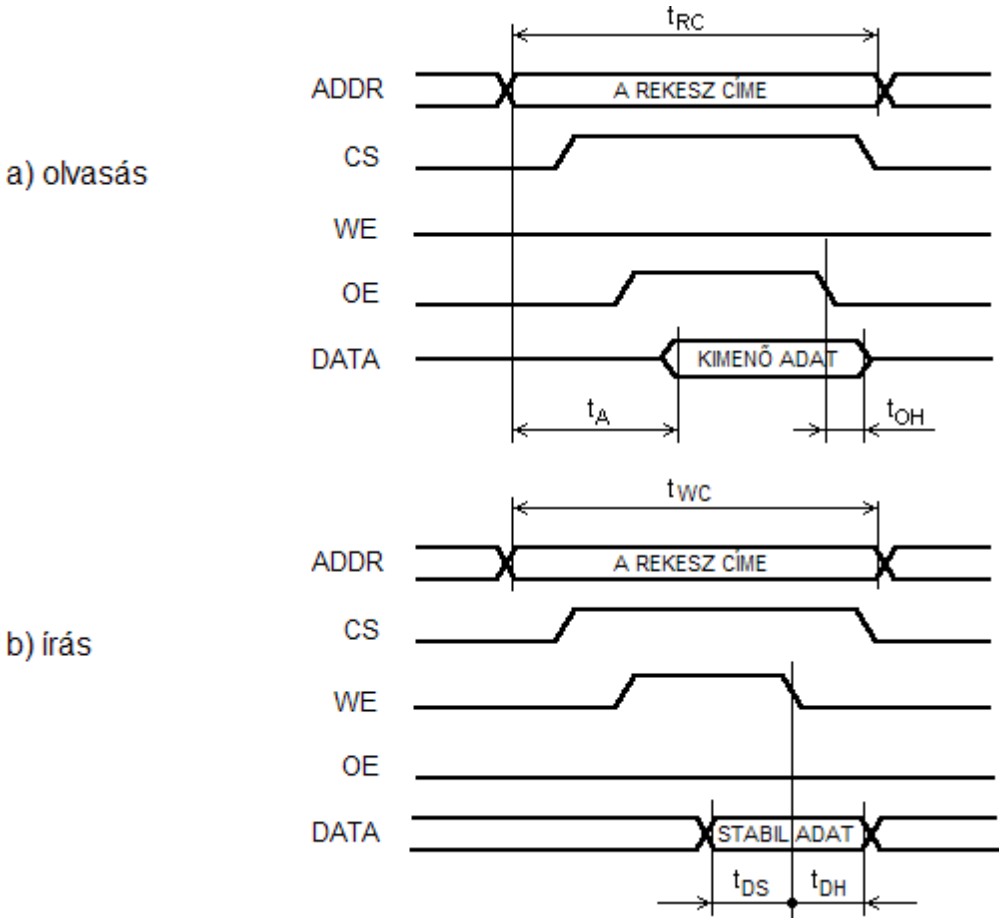 tRC
ADDR A REKESZ CÍME
CS
a) olvasás
WE
OE
DATA KIMENŐ ADAT
tA tOH
tWC
ADDR A REKESZ CÍME
CS
b) írás
WE
OE
DATA STABIL ADAT
tDS tDH